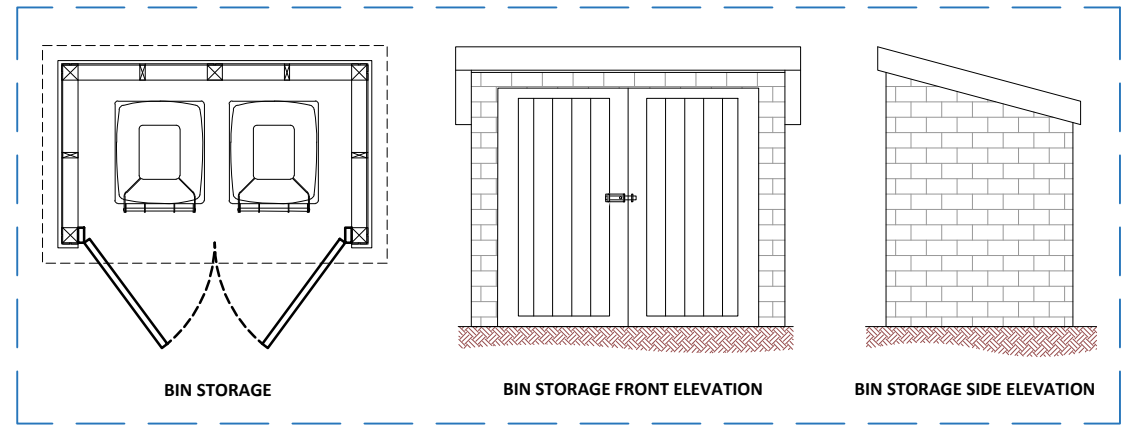 BIN STORAGE
BIN STORAGE FRONT ELEVATION
BIN STORAGE SIDE ELEVATION